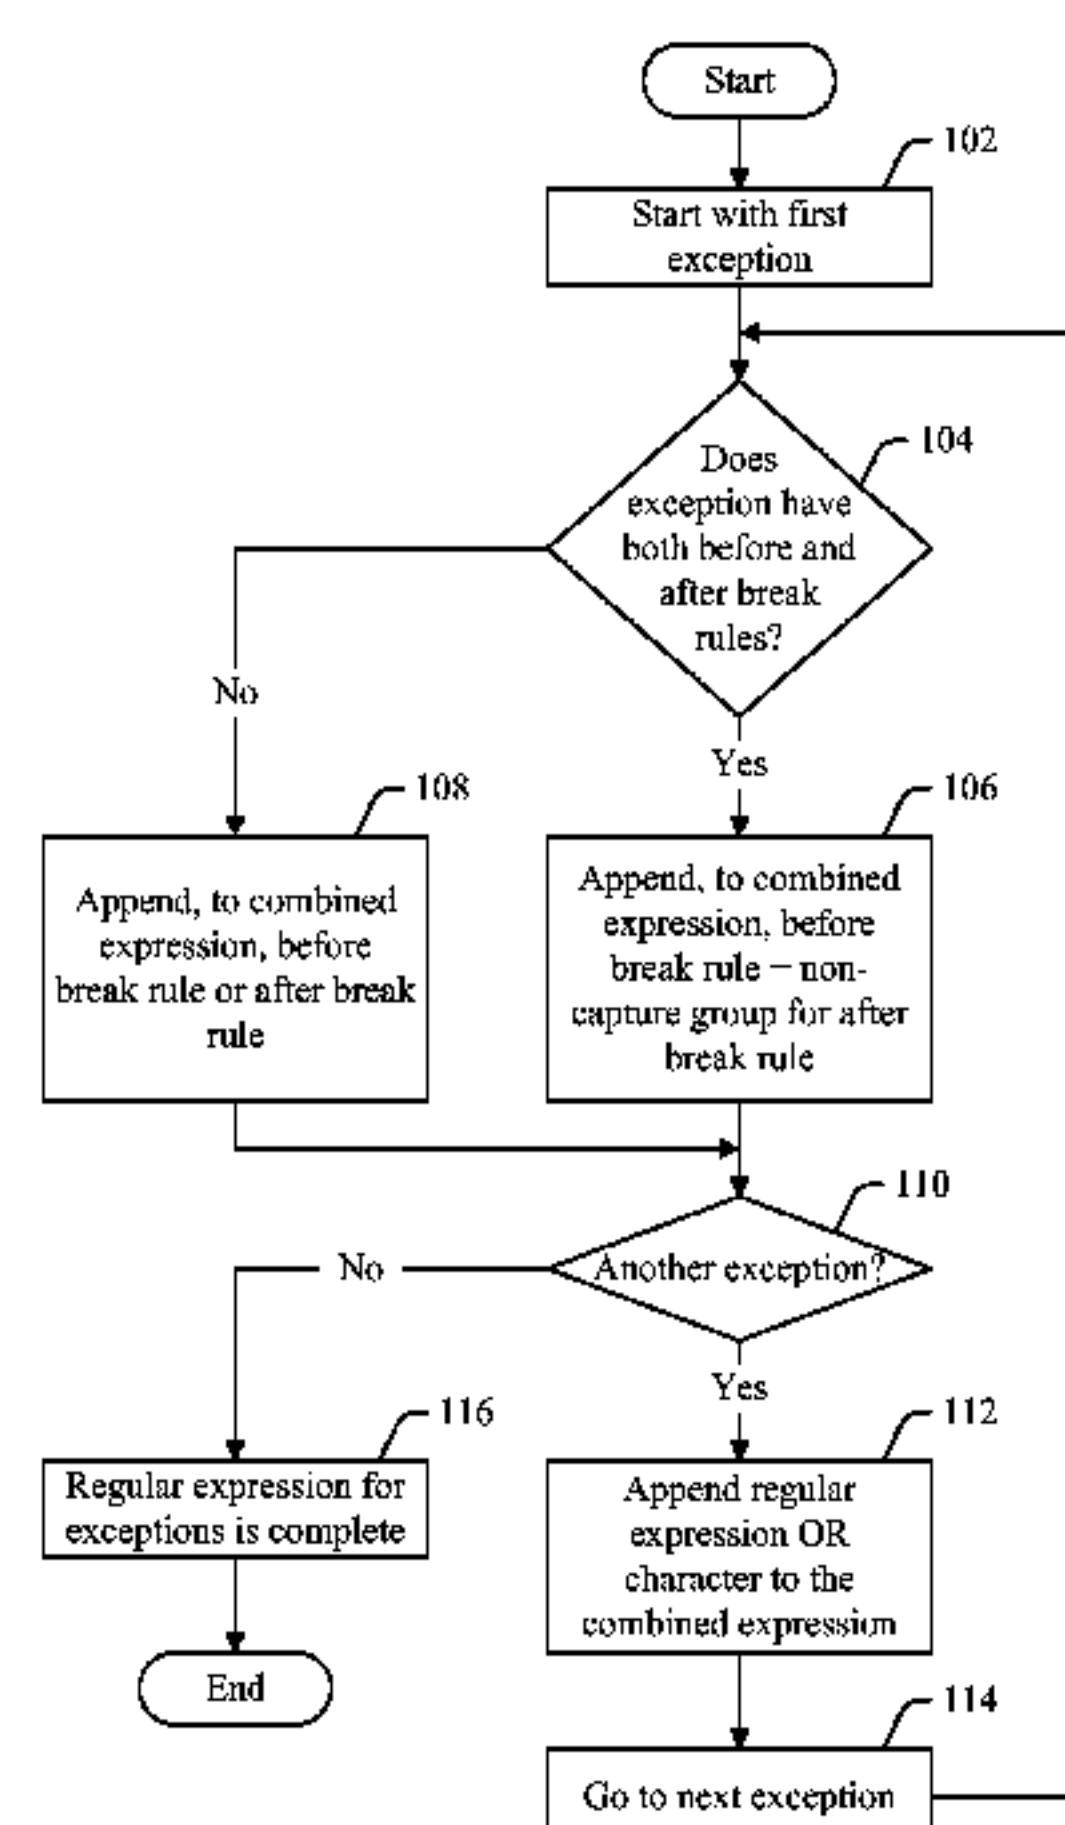 Start
102
Start with first
exception
104
Does
exception have
both before and
after break
rules?
No
Yes
108
106
Append, to combined
expression, before
break rule or after break
rule
Append, to combined
expression, before
break rule – non-
capture group for after
break rule
110
Another exception?
No
Yes
116
112
Regular expression for
exceptions is complete
Append regular
expression OR
character to the
combined expression
End
114
Go to next exception